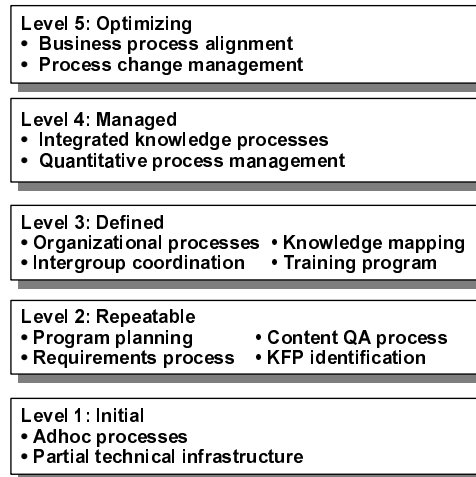 Level 5: Optimizing
• Business process alignment
• Process change management
Level 4: Managed
• Integrated knowledge processes
• Quantitative process management
Level 3: Defined
• Organizational processes • Knowledge mapping
• Intergroup coordination • Training program
Level 2: Repeatable
• Program planning • Content QA process
• Requirements process • KFP identification
Level 1: Initial
• Adhoc processes
• Partial technical infrastructure